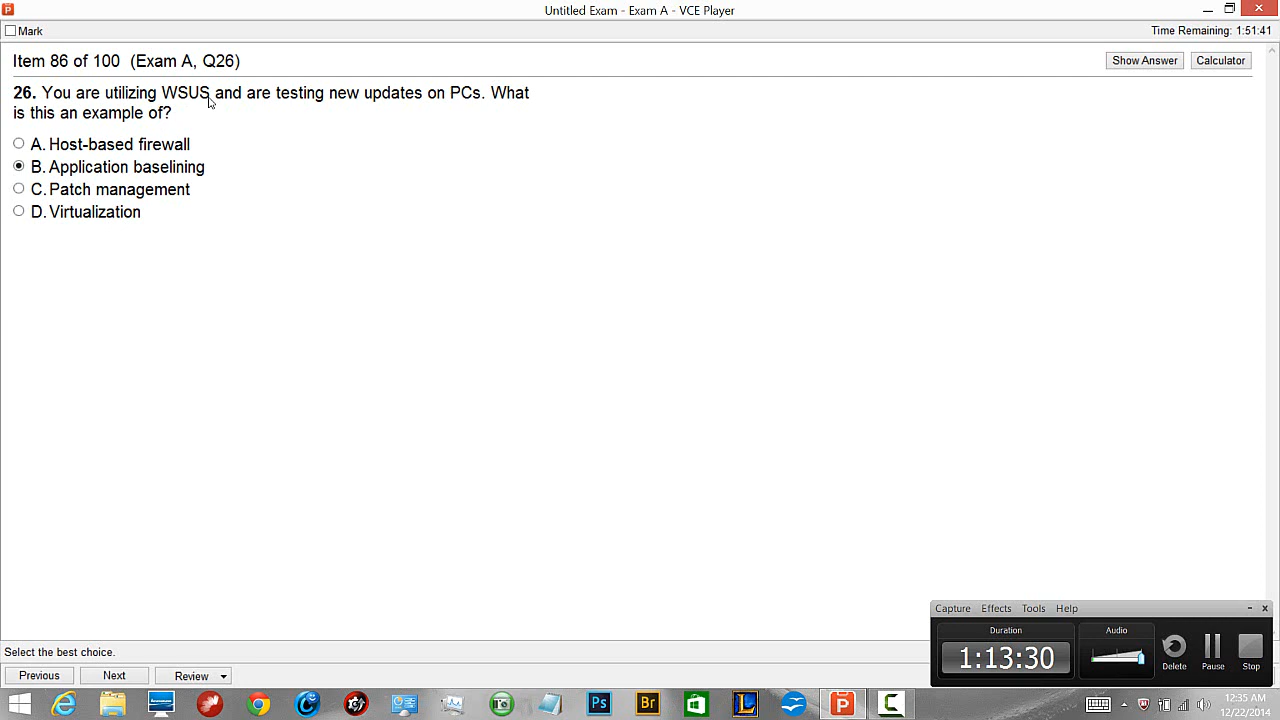 Untitled Exam - Exam A - VCE Player
Mark
Time Remaining: 1:51:41
Item 86 of 100 (Exam A, Q26)
Show Answer
Calculator
26. You are utilizing WSUS and are testing new updates on PCs. What
is this an example of?
A. Host-based firewall
B. Application baselining
C. Patch management
D. Virtualization
Capture Effects Tools Help
Duration
Audio
1:13:30
Delete
Pause
Stop
Select the best choice.
Previous
Next
Review
Ps
Br
12:35 AM
12/22/2014